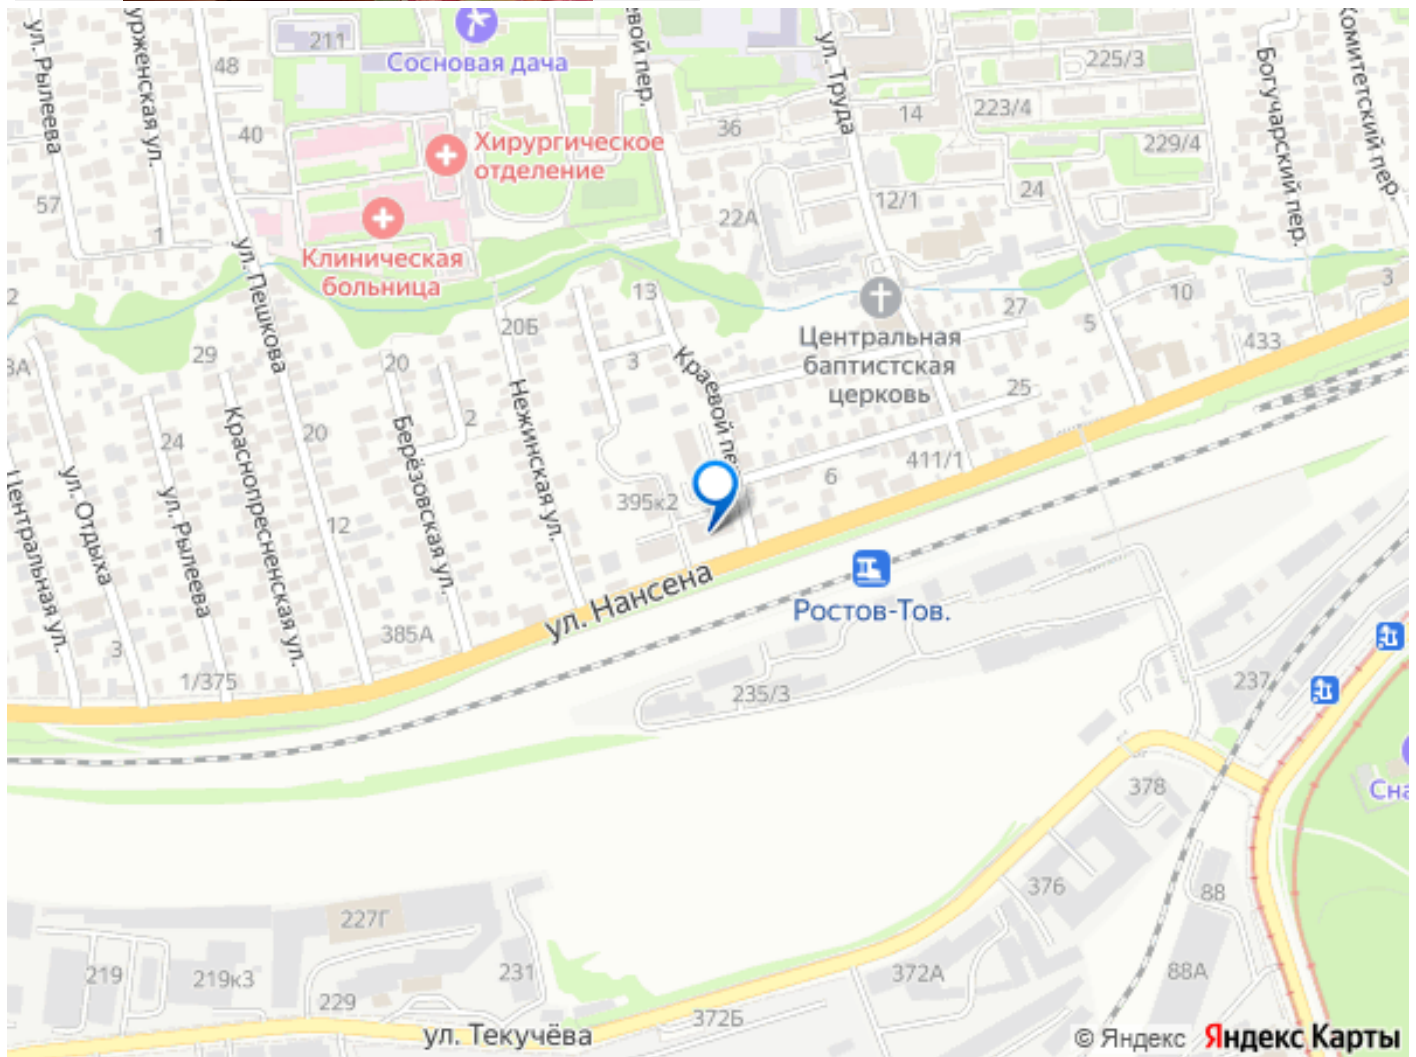 ул. Рылеева
урженская ул.
211
48
Сосновая дача
евой пер.
ул. Труда
225/3
Богучарский пер.
Комитетский пер.
40
36
14
223/4
229/4
Хирургическое
отделение
57
1
22А
12/1
24
Клиническая
больница
ул. Пешкова
2
13
20Б
Центральная
баптистская
церковь
27
10
3
5
433
3А
29
20
3
Краевой пер.
25
2
Нежинская ул.
24
20
Берёзовская ул.
Краснопресненская ул.
411/1
6
395к2
12
Центральная ул.
ул. Отдыха
ул. Рылеева
ул. Нансена
Ростов-Тов.
385А
3
1/375
235/3
237
378
Сна
376
88
227Г
219
219к3
229
231
372А
88А
372Б
ул. Текучёва
© Яндекс Яндекс Карты